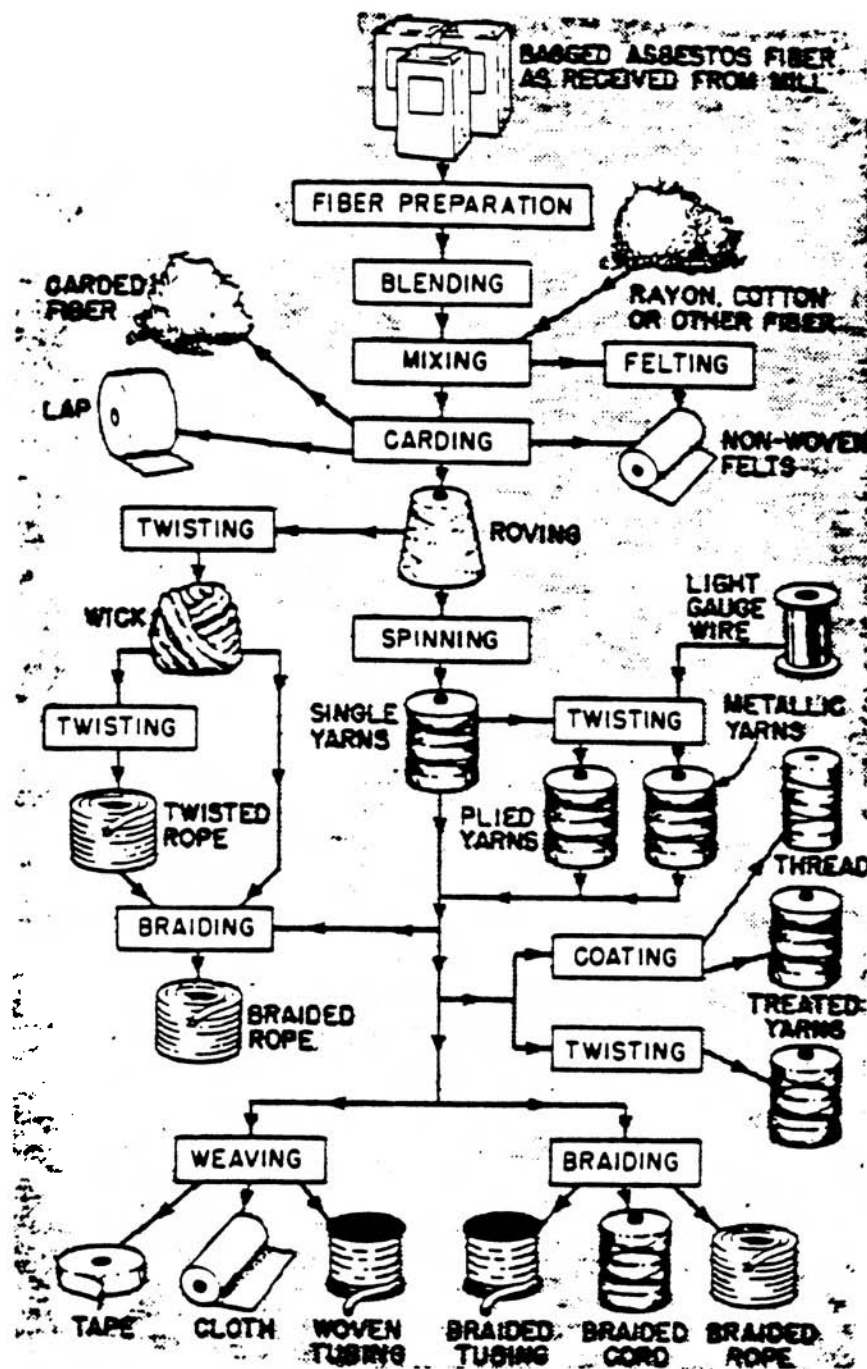 BAGGED ASBESTOS FIBER
AS RECEIVED FROM MILL
FIBER PREPARATION
BLENDING
CARDED
FIBER
RAYON, COTTON
OR OTHER FIBER
MIXING
FELTING
LAP
CARDING
NON-WOVEN
FELTS
TWISTING
ROVING
WICK
SPINNING
LIGHT
GAUGE
WIRE
TWISTING
SINGLE
YARNS
TWISTING
METALLIC
YARNS
TWISTED
ROPE
PLIED
YARNS
THREAD
BRAIDING
COATING
BRAIDED
ROPE
TREATED
YARNS
TWISTING
WEAVING
BRAIDING
TAPE
CLOTH
WOVEN
TUBING
BRAIDED
TUBING
BRAIDED
CORD
BRAIDED
ROPE